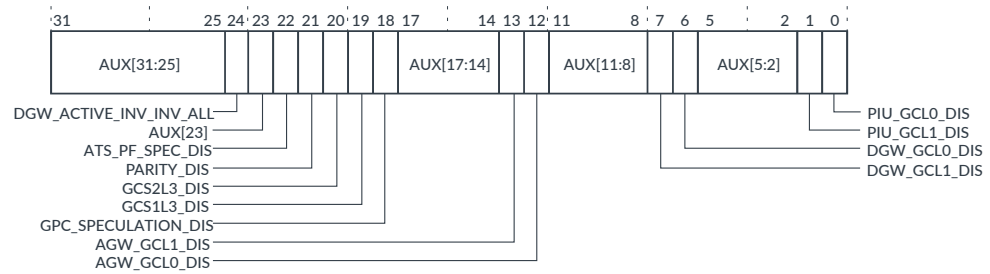 31 25 24 23 22 21 20 19 18 17 14 13 12 11 8 7 6 5 2 1 0
AUX[31:25] AUX[17:14] AUX[11:8] AUX[5:2]
DGW_ACTIVE_INV_INV_ALL PIU_GCL0_DIS
AUX[23] PIU_GCL1_DIS
ATS_PF_SPEC_DIS DGW_GCL0_DIS
PARITY_DIS DGW_GCL1_DIS
GCS2L3_DIS
GCS1L3_DIS
GPC_SPECULATION_DIS
AGW_GCL1_DIS
AGW_GCL0_DIS